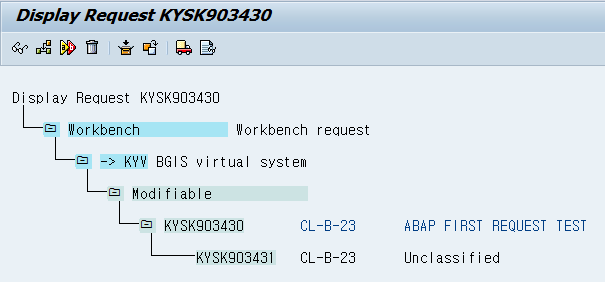 Display Request KYSK903430
Display Request KYSK903430
Workbench Workbench request
-> KYV BGIS virtual system
Modifiable
KYSK903430 CL-B-23 ABAP FIRST REQUEST TEST
KYSK903431 CL-B-23 Unclassified